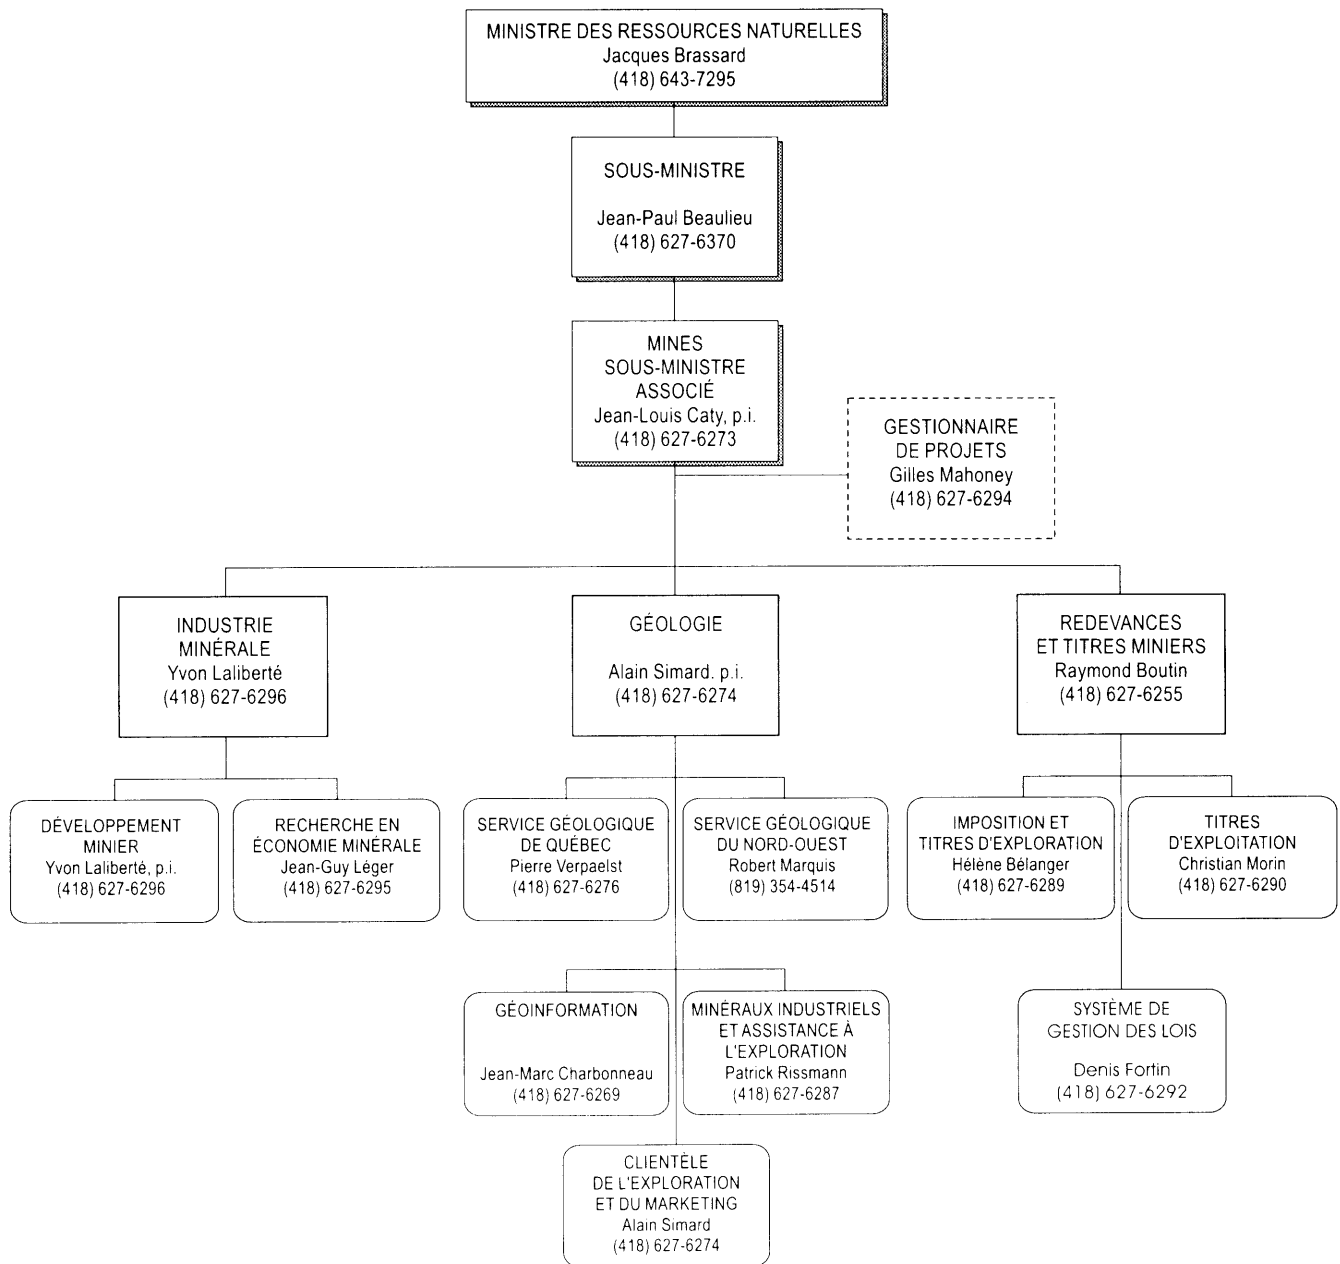 MINISTRE DES RESSOURCES NATURELLES
Jacques Brassard
(418) 643-7295
SOUS-MINISTRE
Jean-Paul Beaulieu
(418) 627-6370
MINES
SOUS-MINISTRE
ASSOCIÉ
Jean-Louis Caty, p.i.
(418) 627-6273
GESTIONNAIRE
DE PROJETS
Gilles Mahoney
(418) 627-6294
INDUSTRIE
MINÉRALE
Yvon Laliberté
(418) 627-6296
GÉOLOGIE
Alain Simard. p.i.
(418) 627-6274
REDEVANCES
ET TITRES MINIERS
Raymond Boutin
(418) 627-6255
DÉVELOPPEMENT
MINIER
Yvon Laliberté, p.i.
(418) 627-6296
RECHERCHE EN
ÉCONOMIE MINÉRALE
Jean-Guy Léger
(418) 627-6295
SERVICE GÉOLOGIQUE
DE QUÉBEC
Pierre Verpaelst
(418) 627-6276
SERVICE GÉOLOGIQUE
DU NORD-OUEST
Robert Marquis
(819) 354-4514
IMPOSITION ET
TITRES D'EXPLORATION
Hélène Bélanger
(418) 627-6289
TITRES
D'EXPLOITATION
Christian Morin
(418) 627-6290
GÉOINFORMATION
Jean-Marc Charbonneau
(418) 627-6269
MINÉRAUX INDUSTRIELS
ET ASSISTANCE À
L'EXPLORATION
Patrick Rissmann
(418) 627-6287
SYSTÈME DE
GESTION DES LOIS
Denis Fortin
(418) 627-6292
CLIENTÈLE
DE L'EXPLORATION
ET DU MARKETING
Alain Simard
(418) 627-6274